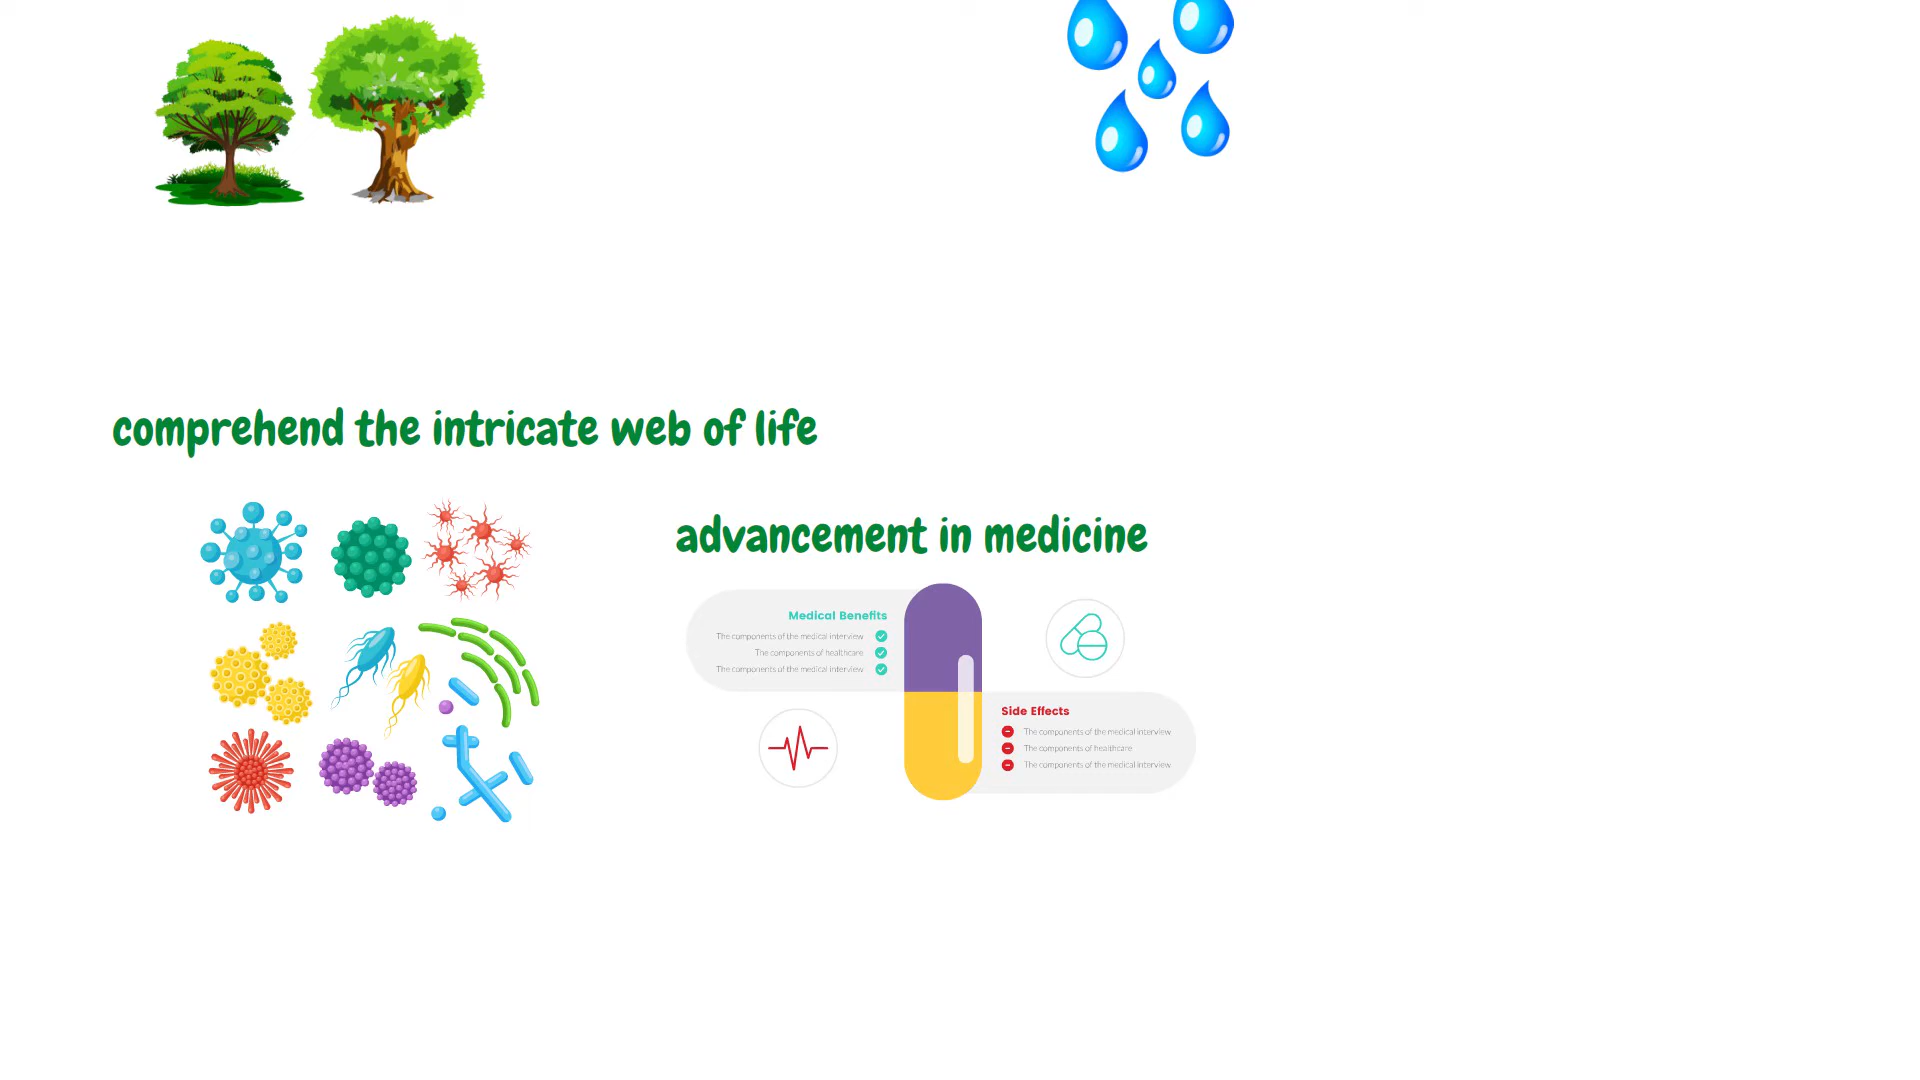 comprehend the intricate web of life
advancement in medicine
Medical Benefits
The components of the medical interview
The components of healthcare
The components of the medical interview
Side Effects
The components of the medical interview
The components of healthcare
The components of the medical interview